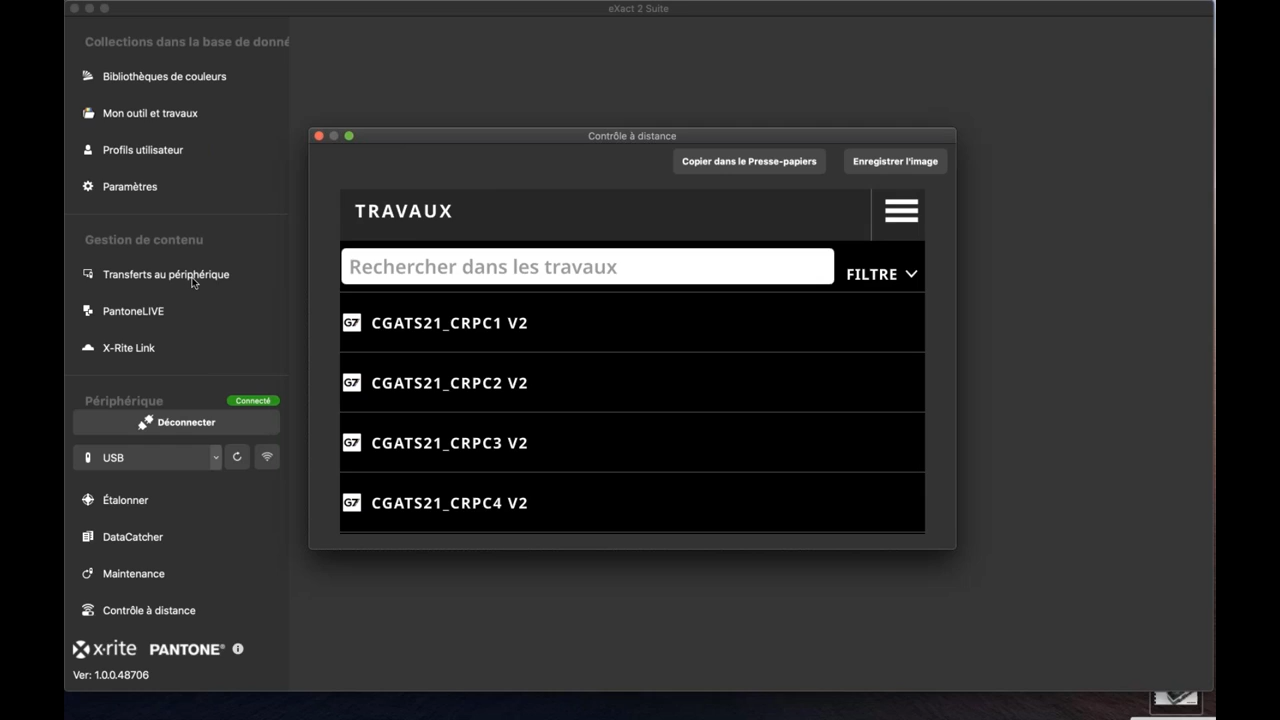 eXact 2 Suite
Collections dans la base de donné
Bibliothèques de couleurs
Mon outil et travaux
Profils utilisateur
Paramètres
Gestion de contenu
Transferts au périphérique
PantoneLIVE
X-Rite Link
Périphérique
Connecté
Déconnecter
USB
Étalonner
DataCatcher
Maintenance
Contrôle à distance
x·rite PANTONE®
Ver: 1.0.0.48706
Contrôle à distance
Copier dans le Presse-papiers
Enregistrer l'image
TRAVAUX
Rechercher dans les travaux
FILTRE
G7 CGATS21_CRPC1 V2
G7 CGATS21_CRPC2 V2
G7 CGATS21_CRPC3 V2
G7 CGATS21_CRPC4 V2